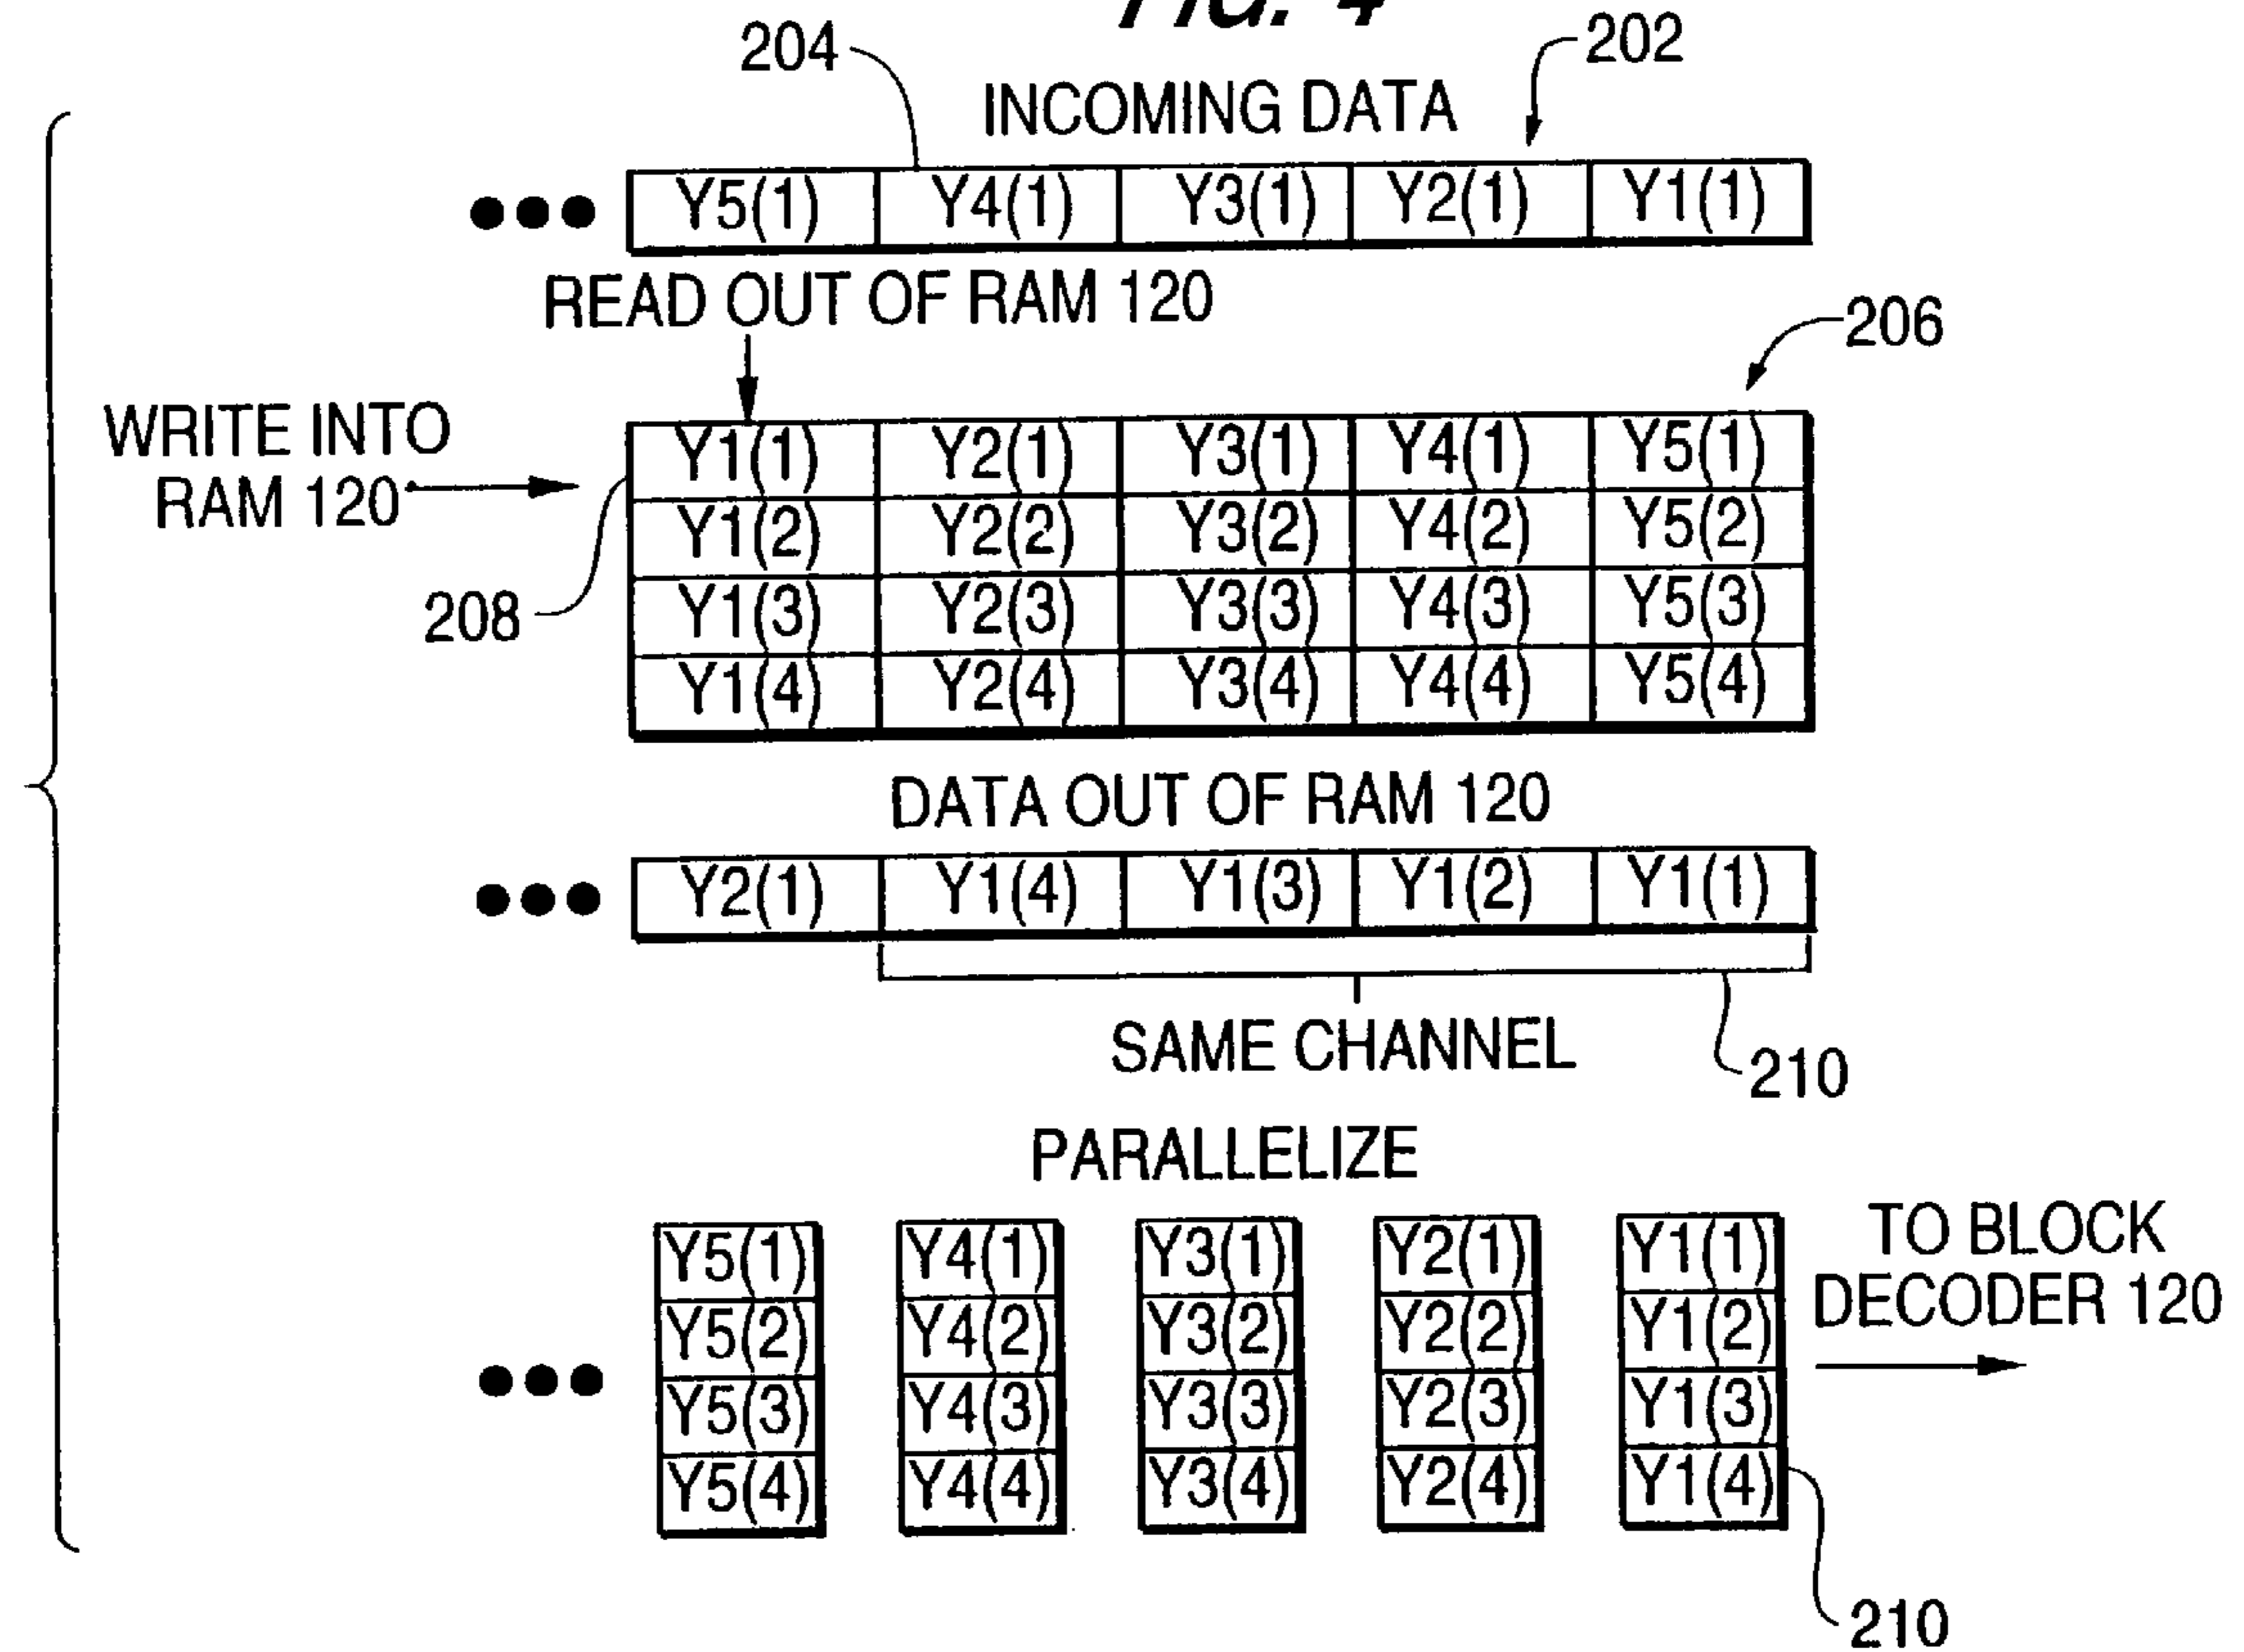 FIG. 4
204
202
INCOMING DATA
Y5(1) Y4(1) Y3(1) Y2(1) Y1(1)
READ OUT OF RAM 120
206
WRITE INTO
RAM 120
Y1(1) Y2(1) Y3(1) Y4(1) Y5(1)
Y1(2) Y2(2) Y3(2) Y4(2) Y5(2)
Y1(3) Y2(3) Y3(3) Y4(3) Y5(3)
Y1(4) Y2(4) Y3(4) Y4(4) Y5(4)
208
DATA OUT OF RAM 120
Y2(1) Y1(4) Y1(3) Y1(2) Y1(1)
SAME CHANNEL
210
PARALLELIZE
Y5(1) Y4(1) Y3(1) Y2(1) Y1(1)
Y5(2) Y4(2) Y3(2) Y2(2) Y1(2)
Y5(3) Y4(3) Y3(3) Y2(3) Y1(3)
Y5(4) Y4(4) Y3(4) Y2(4) Y1(4)
TO BLOCK
DECODER 120
210